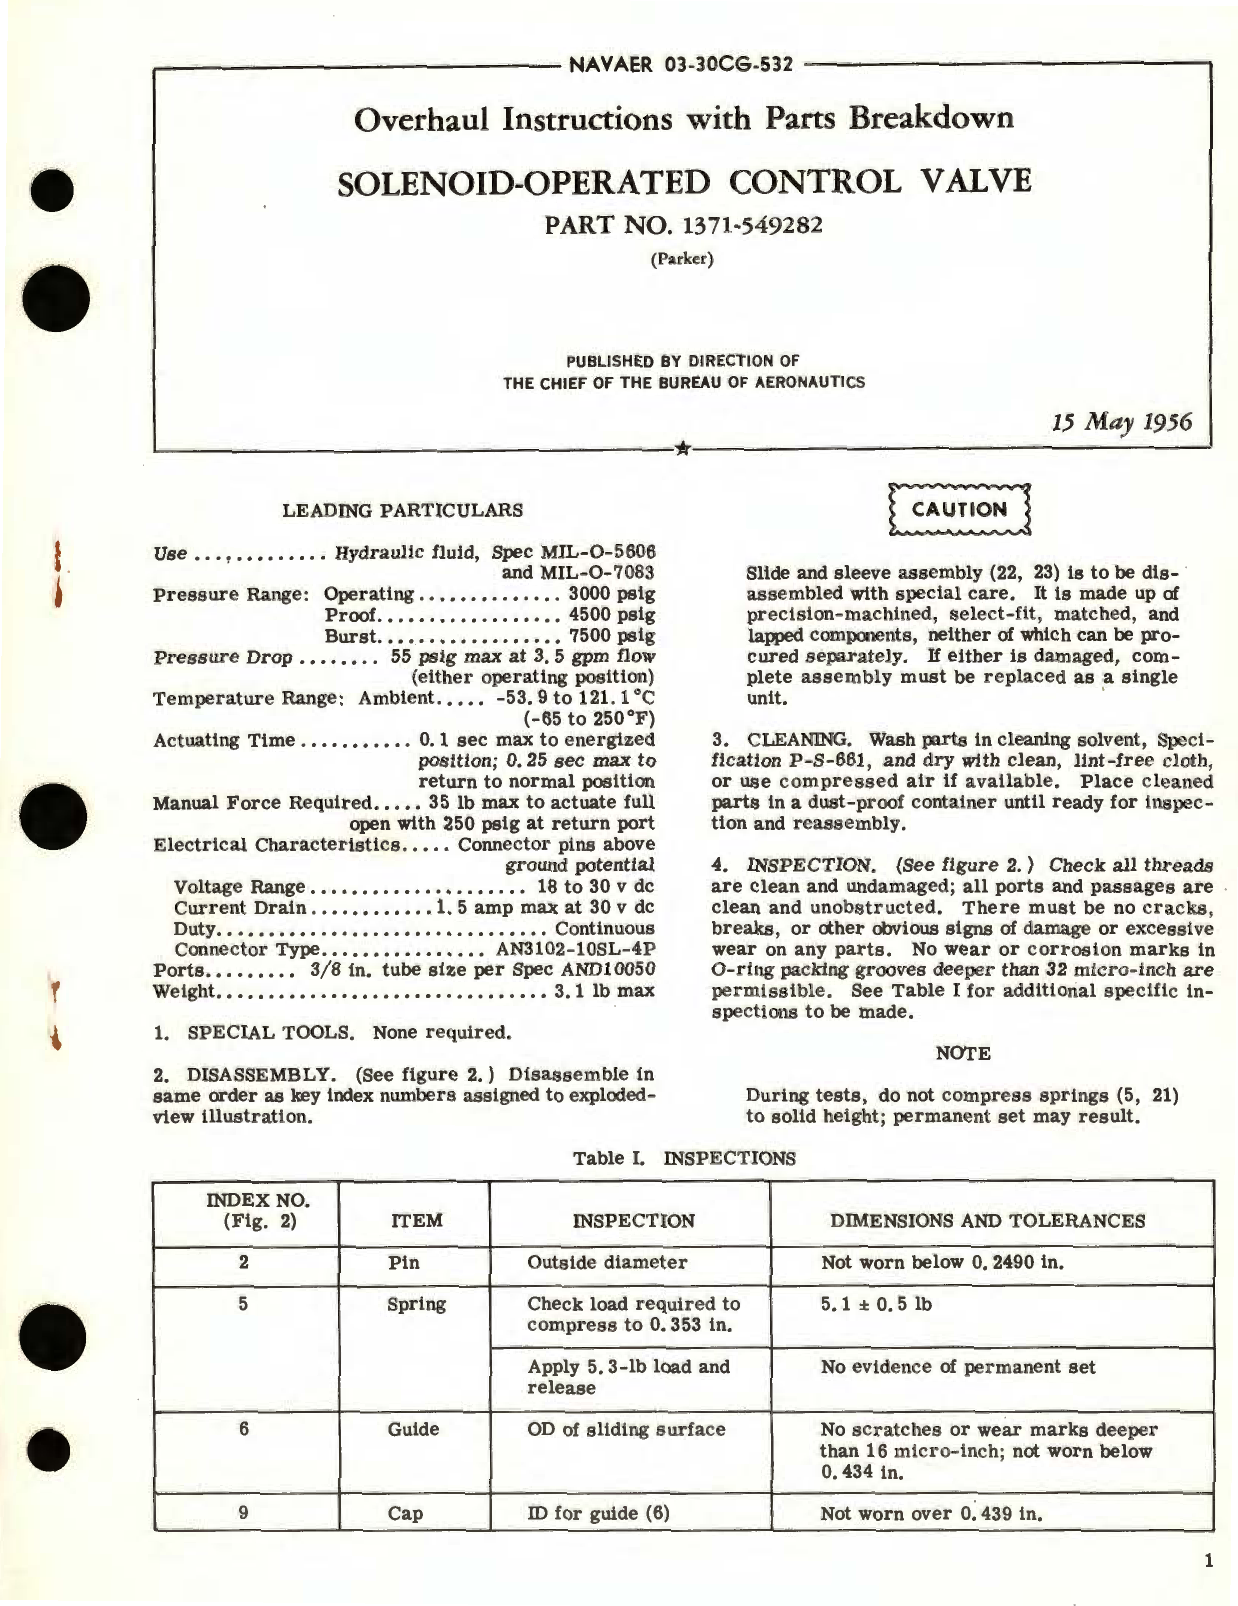 NAVAER 03-30CG-532
Overhaul Instructions with Parts Breakdown
SOLENOID-OPERATED CONTROL VALVE
PART NO. 1371-549282
(Parker)
PUBLISHED BY DIRECTION OF
THE CHIEF OF THE BUREAU OF AERONAUTICS
15 May 1956
LEADING PARTICULARS
Use ............. Hydraulic fluid, Spec MIL-O-5606
and MIL-O-7083
Pressure Range: Operating .............. 3000 psig
Proof.................. 4500 psig
Burst.................. 7500 psig
Pressure Drop ........ 55 psig max at 3.5 gpm flow
(either operating position)
Temperature Range: Ambient..... -53.9 to 121.1°C
(-65 to 250°F)
Actuating Time ........... 0.1 sec max to energized
position; 0.25 sec max to
return to normal position
Manual Force Required..... 35 lb max to actuate full
open with 250 psig at return port
Electrical Characteristics..... Connector pins above
ground potential
Voltage Range ..................... 18 to 30 v dc
Current Drain ............ 1.5 amp max at 30 v dc
Duty................................ Continuous
Connector Type................ AN3102-10SL-4P
Ports......... 3/8 in. tube size per Spec AND10050
Weight................................ 3.1 lb max
1. SPECIAL TOOLS. None required.
2. DISASSEMBLY. (See figure 2.) Disassemble in
same order as key index numbers assigned to exploded-
view illustration.
CAUTION
Slide and sleeve assembly (22, 23) is to be dis-
assembled with special care. It is made up of
precision-machined, select-fit, matched, and
lapped components, neither of which can be pro-
cured separately. If either is damaged, com-
plete assembly must be replaced as a single
unit.
3. CLEANING. Wash parts in cleaning solvent, Speci-
fication P-S-661, and dry with clean, lint-free cloth,
or use compressed air if available. Place cleaned
parts in a dust-proof container until ready for inspec-
tion and reassembly.
4. INSPECTION. (See figure 2.) Check all threads
are clean and undamaged; all ports and passages are
clean and unobstructed. There must be no cracks,
breaks, or other obvious signs of damage or excessive
wear on any parts. No wear or corrosion marks in
O-ring packing grooves deeper than 32 micro-inch are
permissible. See Table I for additional specific in-
spections to be made.
NOTE
During tests, do not compress springs (5, 21)
to solid height; permanent set may result.
Table I. INSPECTIONS
INDEX NO.
(Fig. 2) ITEM INSPECTION DIMENSIONS AND TOLERANCES
2 Pin Outside diameter Not worn below 0.2490 in.
5 Spring Check load required to 5.1 ± 0.5 lb
compress to 0.353 in.
Apply 5.3-lb load and No evidence of permanent set
release
6 Guide OD of sliding surface No scratches or wear marks deeper
than 16 micro-inch; not worn below
0.434 in.
9 Cap ID for guide (6) Not worn over 0.439 in.
1